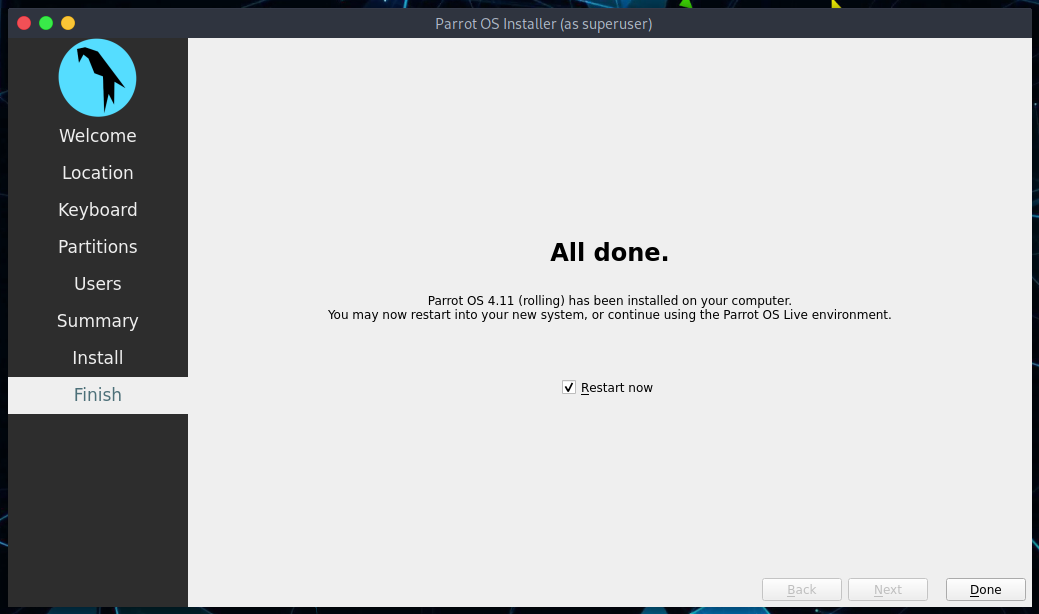 Parrot OS Installer (as superuser)
Welcome
Location
Keyboard
Partitions
Users
Summary
Install
Finish
All done.
Parrot OS 4.11 (rolling) has been installed on your computer.
You may now restart into your new system, or continue using the Parrot OS Live environment.
Restart now
Back
Next
Done